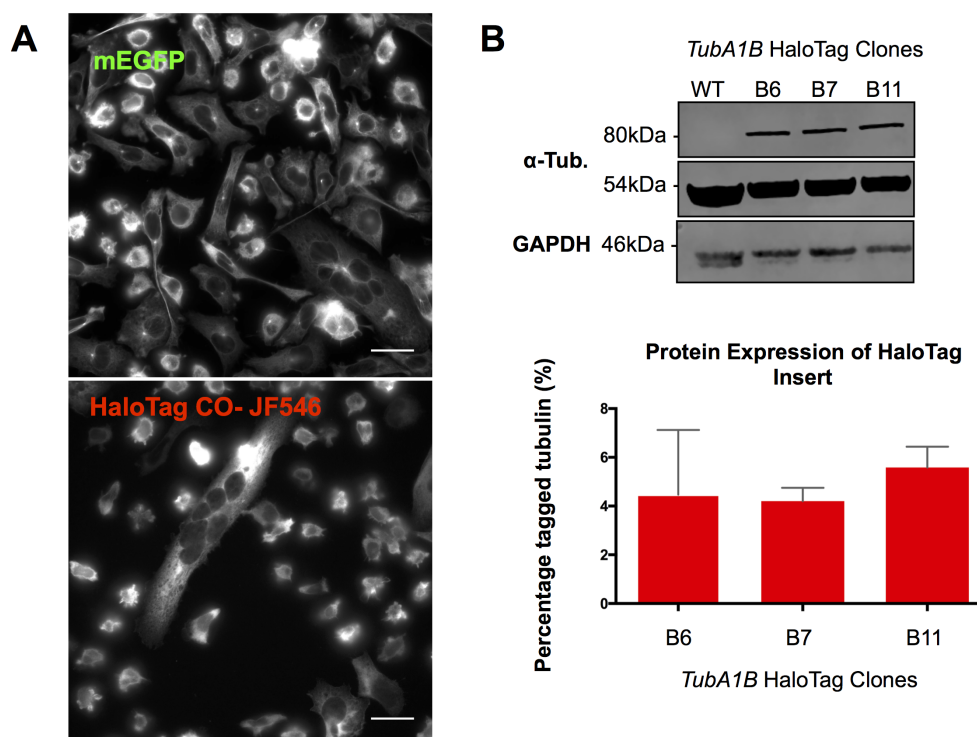 A
mEGFP
HaloTag CO- JF546
B
TubA1B HaloTag Clones
WT B6 B7 B11
80kDa
α-Tub.
54kDa
GAPDH 46kDa
Protein Expression of HaloTag
Insert
Percentage tagged tubulin (%)
8
6
4
2
0
B6 B7 B11
TubA1B HaloTag Clones